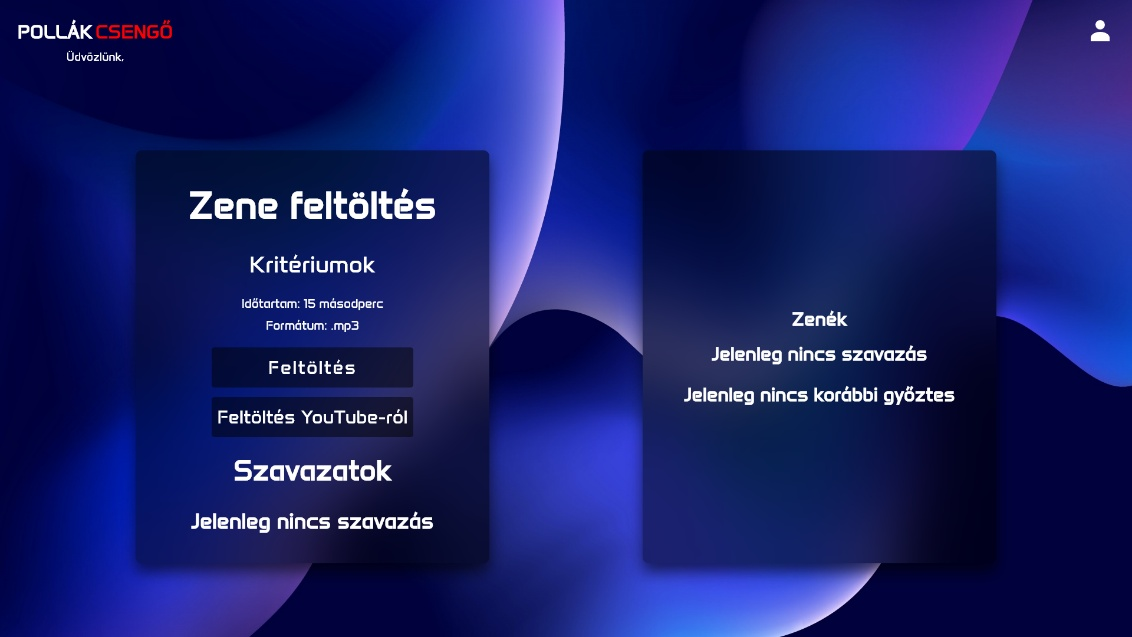 POLLÁK CSENGŐ
Üdvözlünk,
Zene feltöltés
Kritériumok
Időtartam: 15 másodperc
Formátum: .mp3
Feltöltés
Feltöltés YouTube-ról
Szavazatok
Jelenleg nincs szavazás
Zenék
Jelenleg nincs szavazás
Jelenleg nincs korábbi győztes